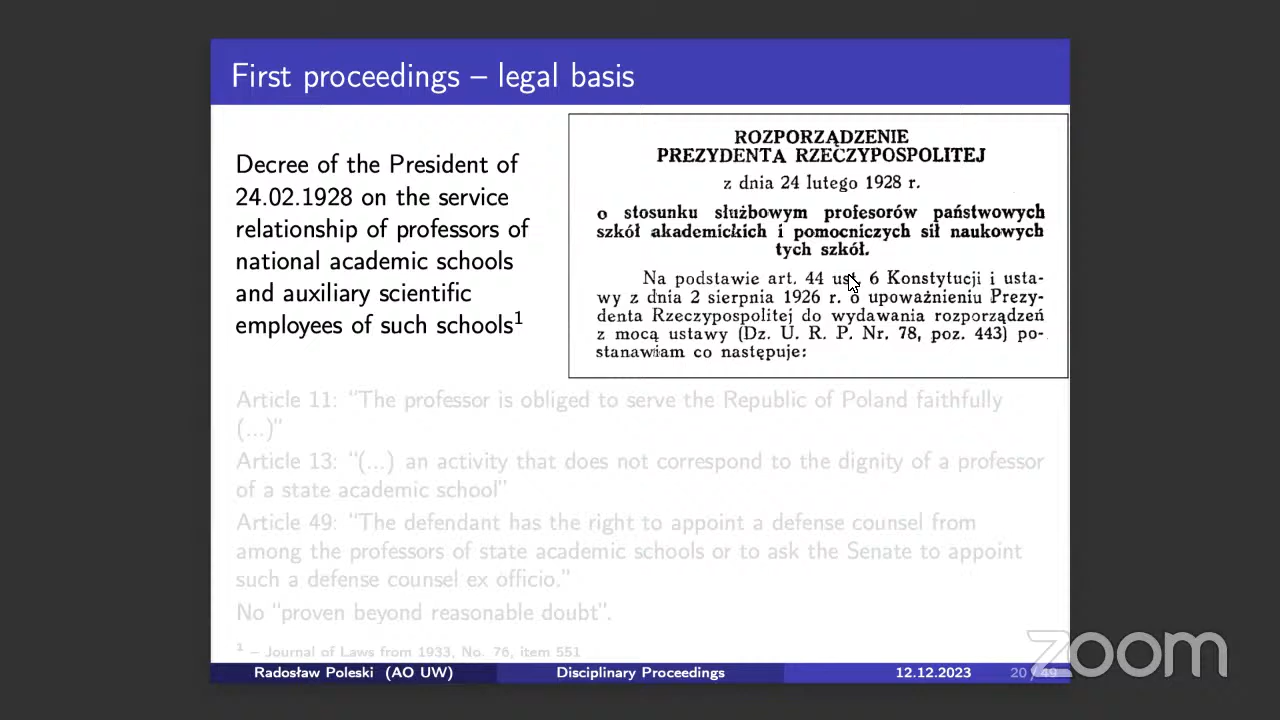 First proceedings – legal basis
Decree of the President of
24.02.1928 on the service
relationship of professors of
national academic schools
and auxiliary scientific
employees of such schools¹
ROZPORZĄDZENIE
PREZYDENTA RZECZYPOSPOLITEJ
z dnia 24 lutego 1928 r.
o stosunku służbowym profesorów państwowych
szkół akademickich i pomocniczych sił naukowych
tych szkół.
Na podstawie art. 44 ust. 6 Konstytucji i usta-
wy z dnia 2 sierpnia 1926 r. o upoważnieniu Prezy-
denta Rzeczypospolitej do wydawania rozporządzeń
z mocą ustawy (Dz. U. R. P. Nr. 78, poz. 443) po-
stanawiam co następuje:
Article 11: “The professor is obliged to serve the Republic of Poland faithfully
(...)”
Article 13: “(...) an activity that does not correspond to the dignity of a professor
of a state academic school”
Article 49: “The defendant has the right to appoint a defense counsel from
among the professors of state academic schools or to ask the Senate to appoint
such a defense counsel ex officio.”
No “proven beyond reasonable doubt”.
¹ – Journal of Laws from 1933, No. 76, item 551
Radosław Poleski (AO UW) Disciplinary Proceedings 12.12.2023 20 / 49
zoom